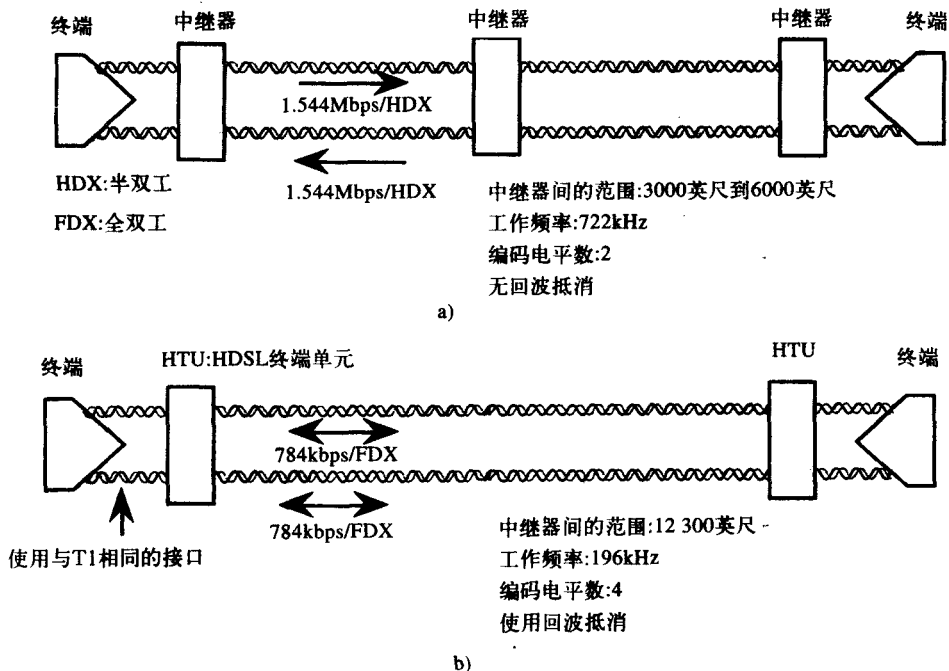 终端
中继器
中继器
中继器
终端
1.544Mbps/HDX
1.544Mbps/HDX
HDX:半双工
FDX:全双工
中继器间的范围:3000英尺到6000英尺
工作频率:722kHz
编码电平数:2
无回波抵消
a)
终端
HTU:HDSL终端单元
HTU
终端
784kbps/FDX
784kbps/FDX
使用与T1相同的接口
中继器间的范围:12 300英尺
工作频率:196kHz
编码电平数:4
使用回波抵消
b)